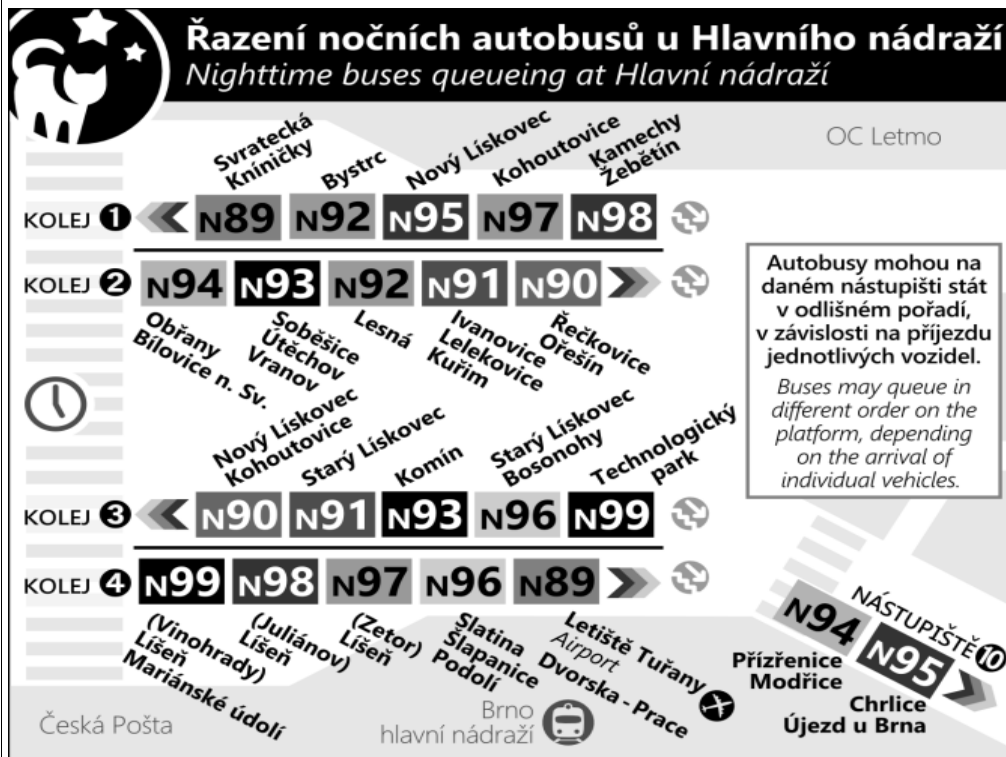 Řazení nočních autobusů u Hlavního nádraží
Nighttime buses queueing at Hlavní nádraží
OC Letmo
Svratecká
Kníničky
Bystrc
Nový Lískovec
Kohoutovice
Kamechy
Žebětín
KOLEJ 1 N89 N92 N95 N97 N98
KOLEJ 2 N94 N93 N92 N91 N90
Obřany
Bílovice n. Sv.
Soběšice
Útěchov
Vranov
Lesná
Ivanovice
Lelekovice
Kuřim
Řečkovice
Ořešín
Autobusy mohou na
daném nástupišti stát
v odlišném pořadí,
v závislosti na příjezdu
jednotlivých vozidel.
Buses may queue in
different order on the
platform, depending
on the arrival of
individual vehicles.
Nový Lískovec
Kohoutovice
Starý Lískovec
Komín
Starý Lískovec
Bosonohy
Technologický
park
KOLEJ 3 N90 N91 N93 N96 N99
KOLEJ 4 N99 N98 N97 N96 N89
(Vinohrady)
Líšeň
Mariánské údolí
(Juliánov)
Líšeň
(Zetor)
Líšeň
Slatina
Šlapanice
Podolí
Letiště Tuřany
Airport
Dvorska - Prace
NÁSTUPIŠTĚ 10
N94 N95
Přízřenice
Modřice
Chrlice
Újezd u Brna
Česká Pošta
Brno
hlavní nádraží